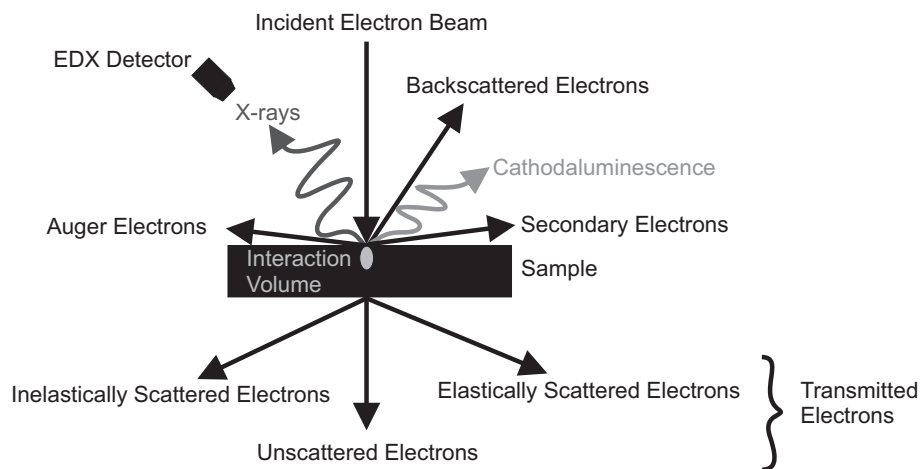 Incident Electron Beam
EDX Detector
Backscattered Electrons
X-rays
Cathodaluminescence
Auger Electrons
Secondary Electrons
Interaction
Volume
Sample
Inelastically Scattered Electrons
Elastically Scattered Electrons
Transmitted
Electrons
Unscattered Electrons